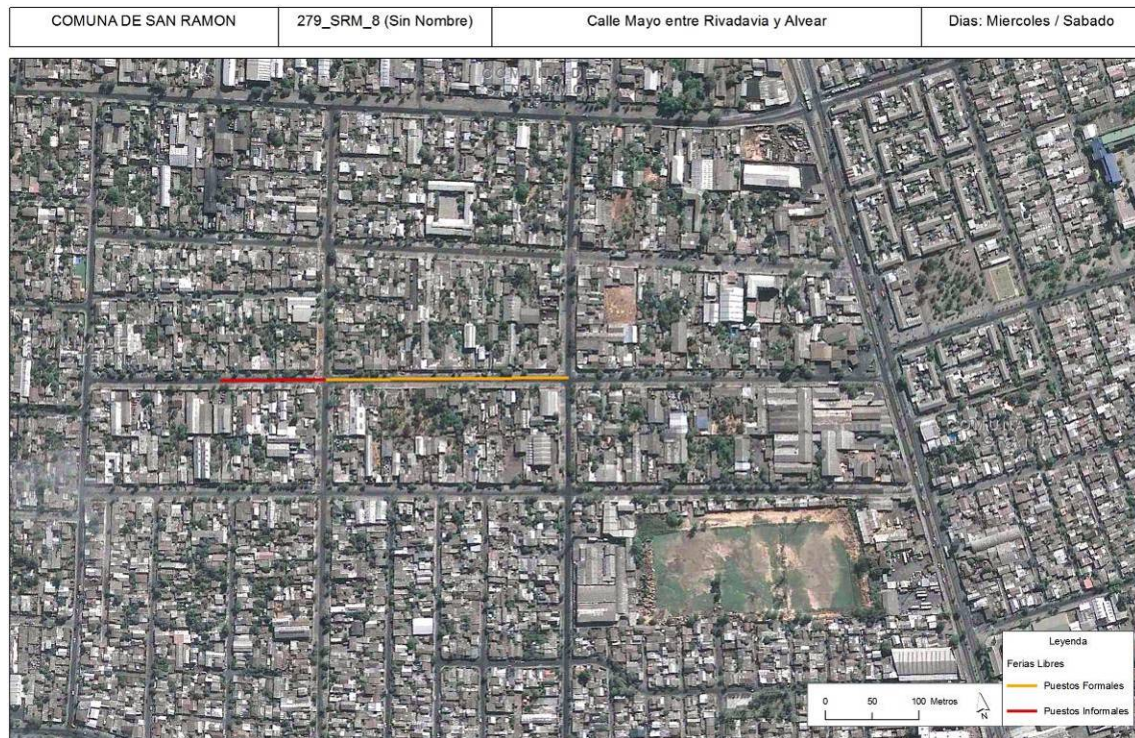 COMUNA DE SAN RAMON
279_SRM_8 (Sin Nombre)
Calle Mayo entre Rivadavia y Alvear
Dias: Miercoles / Sabado
Leyenda
Ferias Libres
Puestos Formales
Puestos Informales
0 50 100 Metros
N